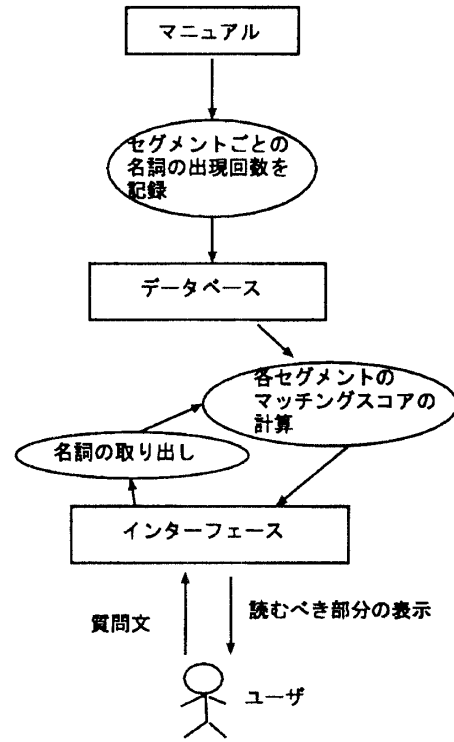 マニュアル
セグメントごとの
名詞の出現回数を
記録
データベース
各セグメントの
マッチングスコアの
計算
名詞の取り出し
インターフェース
質問文
読むべき部分の表示
ユーザ